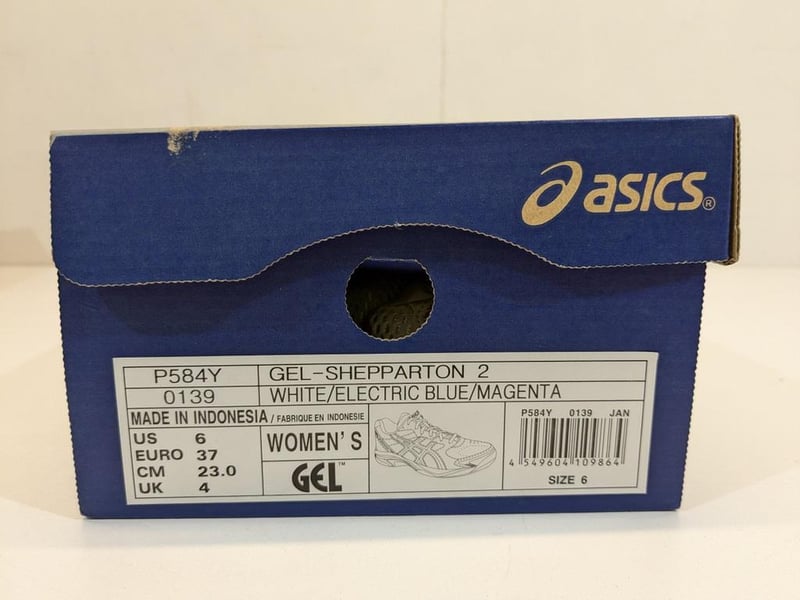 asics®
P584Y GEL-SHEPPARTON 2
0139 WHITE/ELECTRIC BLUE/MAGENTA
MADE IN INDONESIA / FABRIQUE EN INDONESIE
US 6
EURO 37
CM 23.0
UK 4
WOMEN'S
GEL™
P584Y 0139 JAN
4 549604 109864
SIZE 6